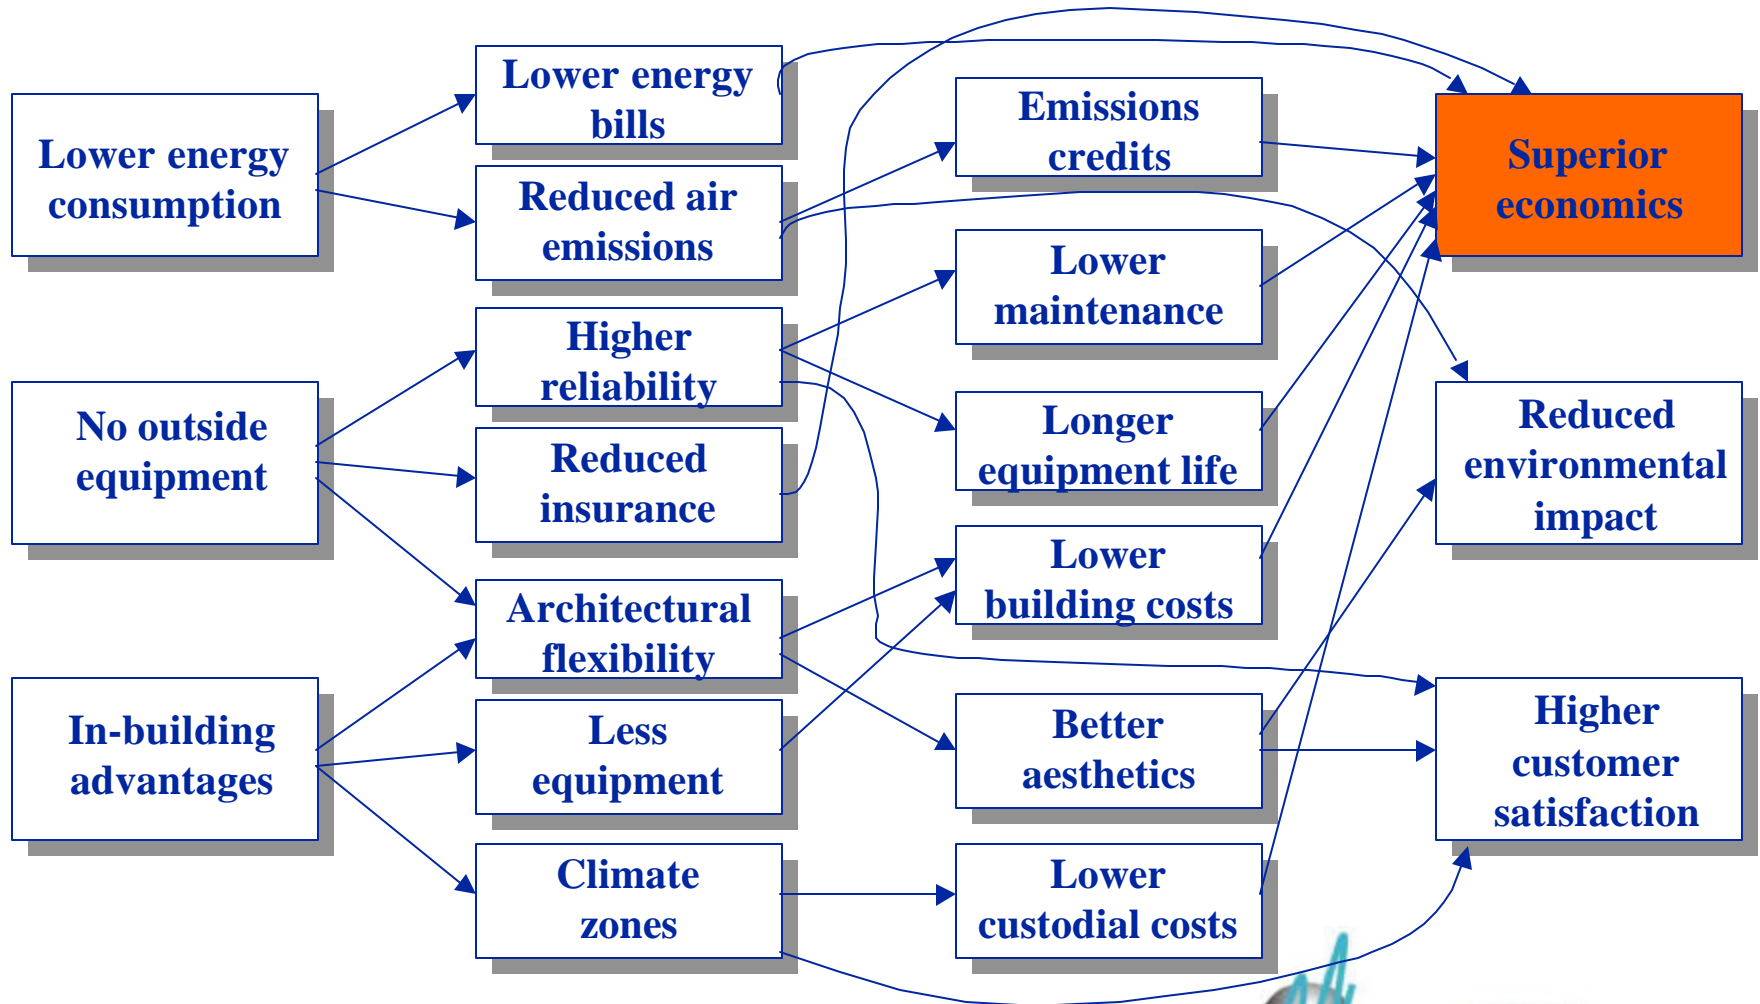 Lower energy
consumption
No outside
equipment
In-building
advantages
Lower energy
bills
Reduced air
emissions
Higher
reliability
Reduced
insurance
Architectural
flexibility
Less
equipment
Climate
zones
Emissions
credits
Lower
maintenance
Longer
equipment life
Lower
building costs
Better
aesthetics
Lower
custodial costs
Superior
economics
Reduced
environmental
impact
Higher
customer
satisfaction